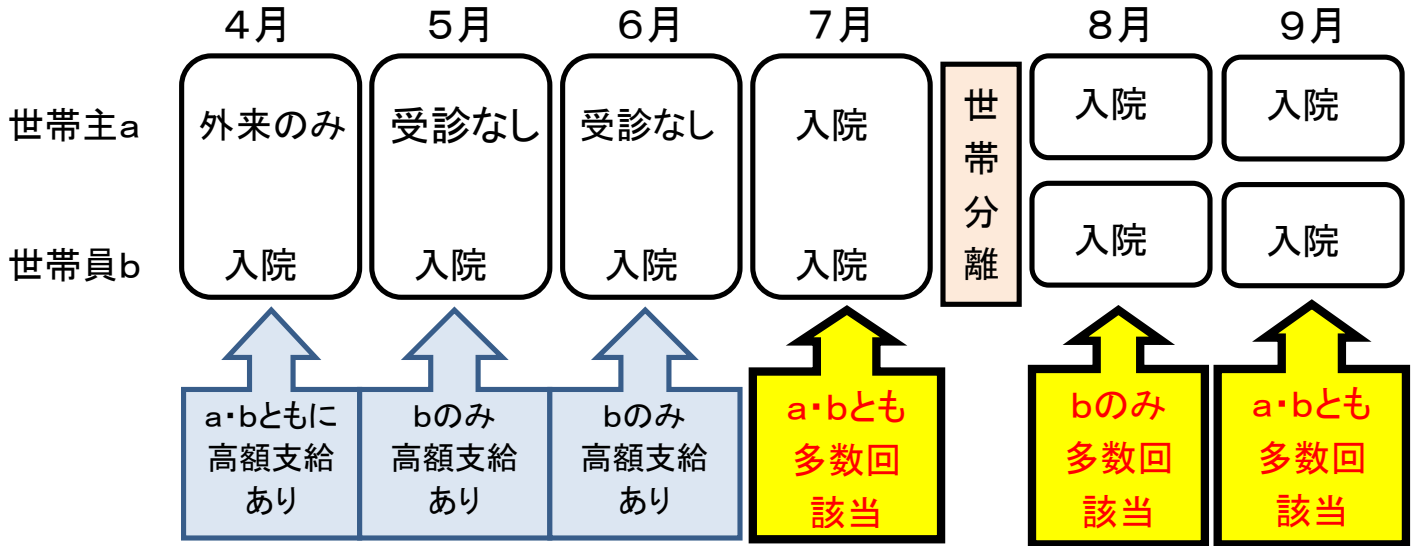 ４月
５月
６月
７月
８月
９月
世帯主ａ
外来のみ
受診なし
受診なし
入院
世帯分離
入院
入院
世帯員ｂ
入院
入院
入院
入院
入院
入院
ａ・ｂともに
高額支給
あり
ｂのみ
高額支給
あり
ｂのみ
高額支給
あり
ａ・ｂとも
多数回
該当
ｂのみ
多数回
該当
ａ・ｂとも
多数回
該当